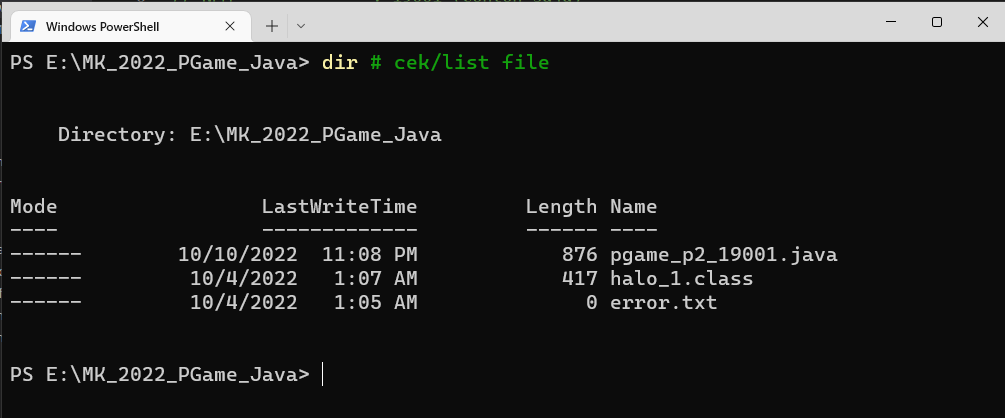 Windows PowerShell
PS E:\MK_2022_PGame_Java> dir # cek/list file
Directory: E:\MK_2022_PGame_Java
Mode LastWriteTime Length Name
---- ------------- ------ ----
------ 10/10/2022 11:08 PM 876 pgame_p2_19001.java
------ 10/4/2022 1:07 AM 417 halo_1.class
------ 10/4/2022 1:05 AM 0 error.txt
PS E:\MK_2022_PGame_Java>